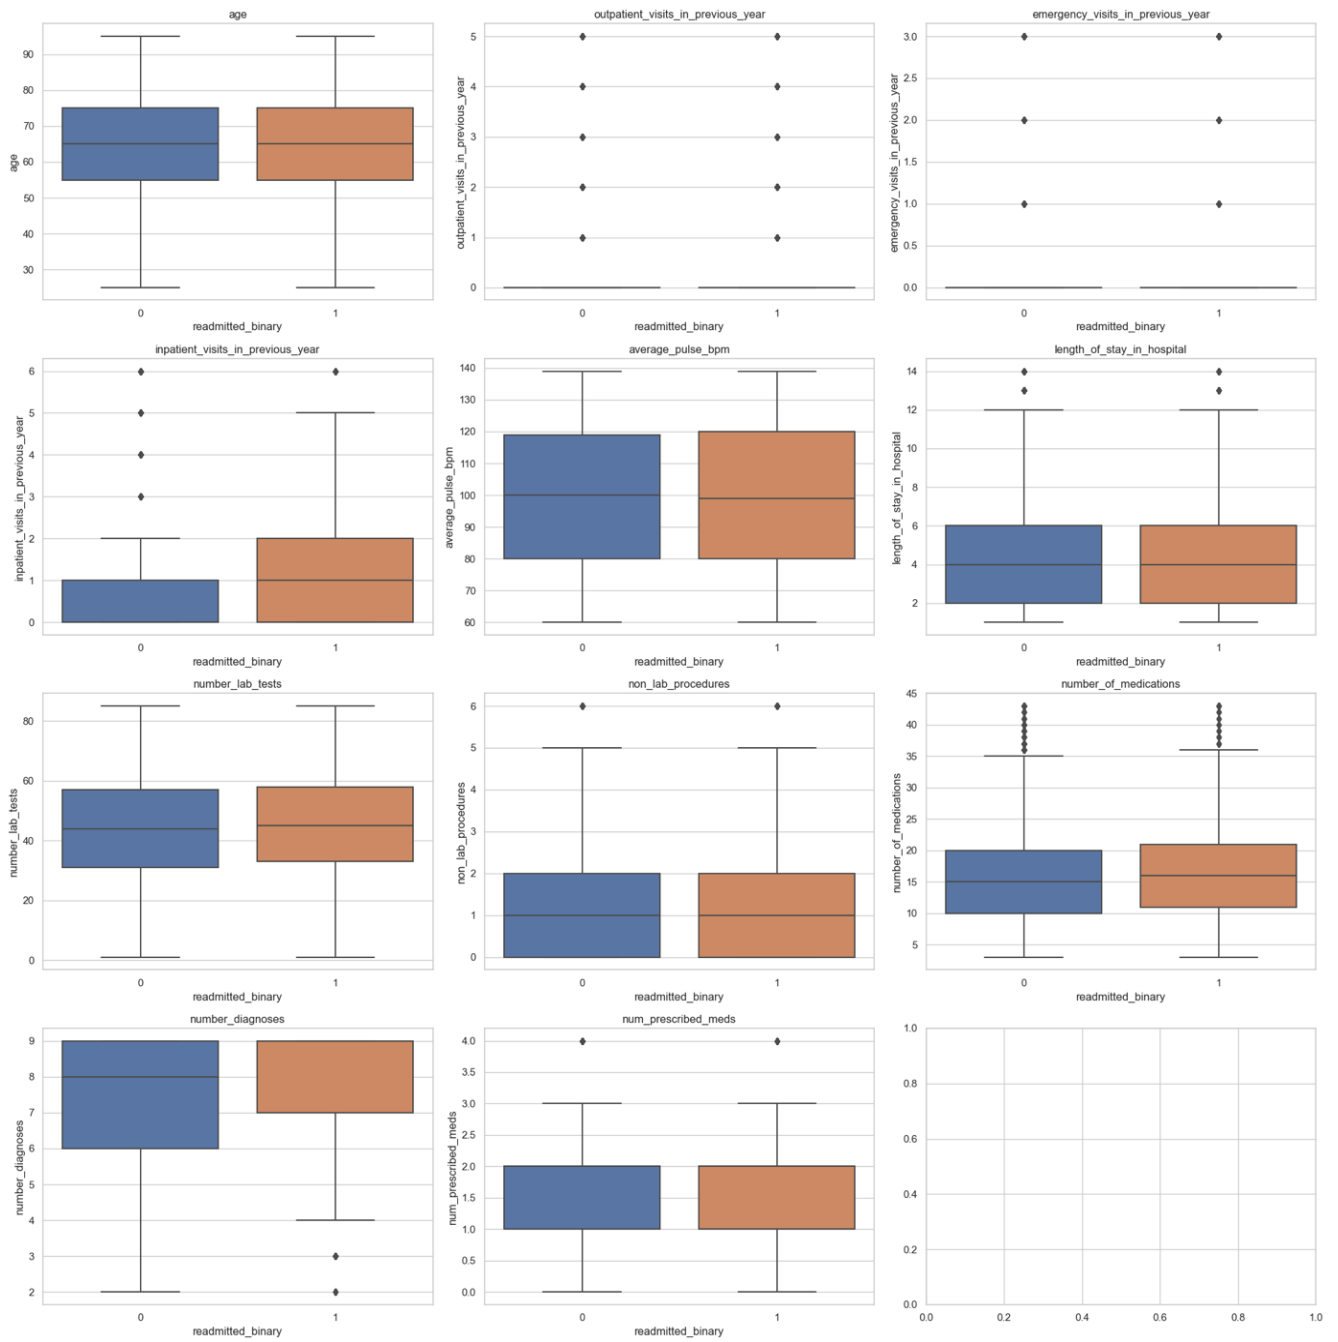 age
age
90
80
70
60
50
40
30
0 1
readmitted_binary
outpatient_visits_in_previous_year
outpatient_visits_in_previous_year
5
4
3
2
1
0
0 1
readmitted_binary
emergency_visits_in_previous_year
emergency_visits_in_previous_year
3.0
2.5
2.0
1.5
1.0
0.5
0.0
0 1
readmitted_binary
inpatient_visits_in_previous_year
inpatient_visits_in_previous_year
6
5
4
3
2
1
0
0 1
readmitted_binary
average_pulse_bpm
average_pulse_bpm
140
130
120
110
100
90
80
70
60
0 1
readmitted_binary
length_of_stay_in_hospital
length_of_stay_in_hospital
14
12
10
8
6
4
2
0 1
readmitted_binary
number_lab_tests
number_lab_tests
80
60
40
20
0
0 1
readmitted_binary
non_lab_procedures
non_lab_procedures
6
5
4
3
2
1
0
0 1
readmitted_binary
number_of_medications
number_of_medications
45
40
35
30
25
20
15
10
5
0 1
readmitted_binary
number_diagnoses
number_diagnoses
9
8
7
6
5
4
3
2
0 1
readmitted_binary
num_prescribed_meds
num_prescribed_meds
4.0
3.5
3.0
2.5
2.0
1.5
1.0
0.5
0.0
0 1
readmitted_binary
1.0
0.8
0.6
0.4
0.2
0.0
0.0 0.2 0.4 0.6 0.8 1.0